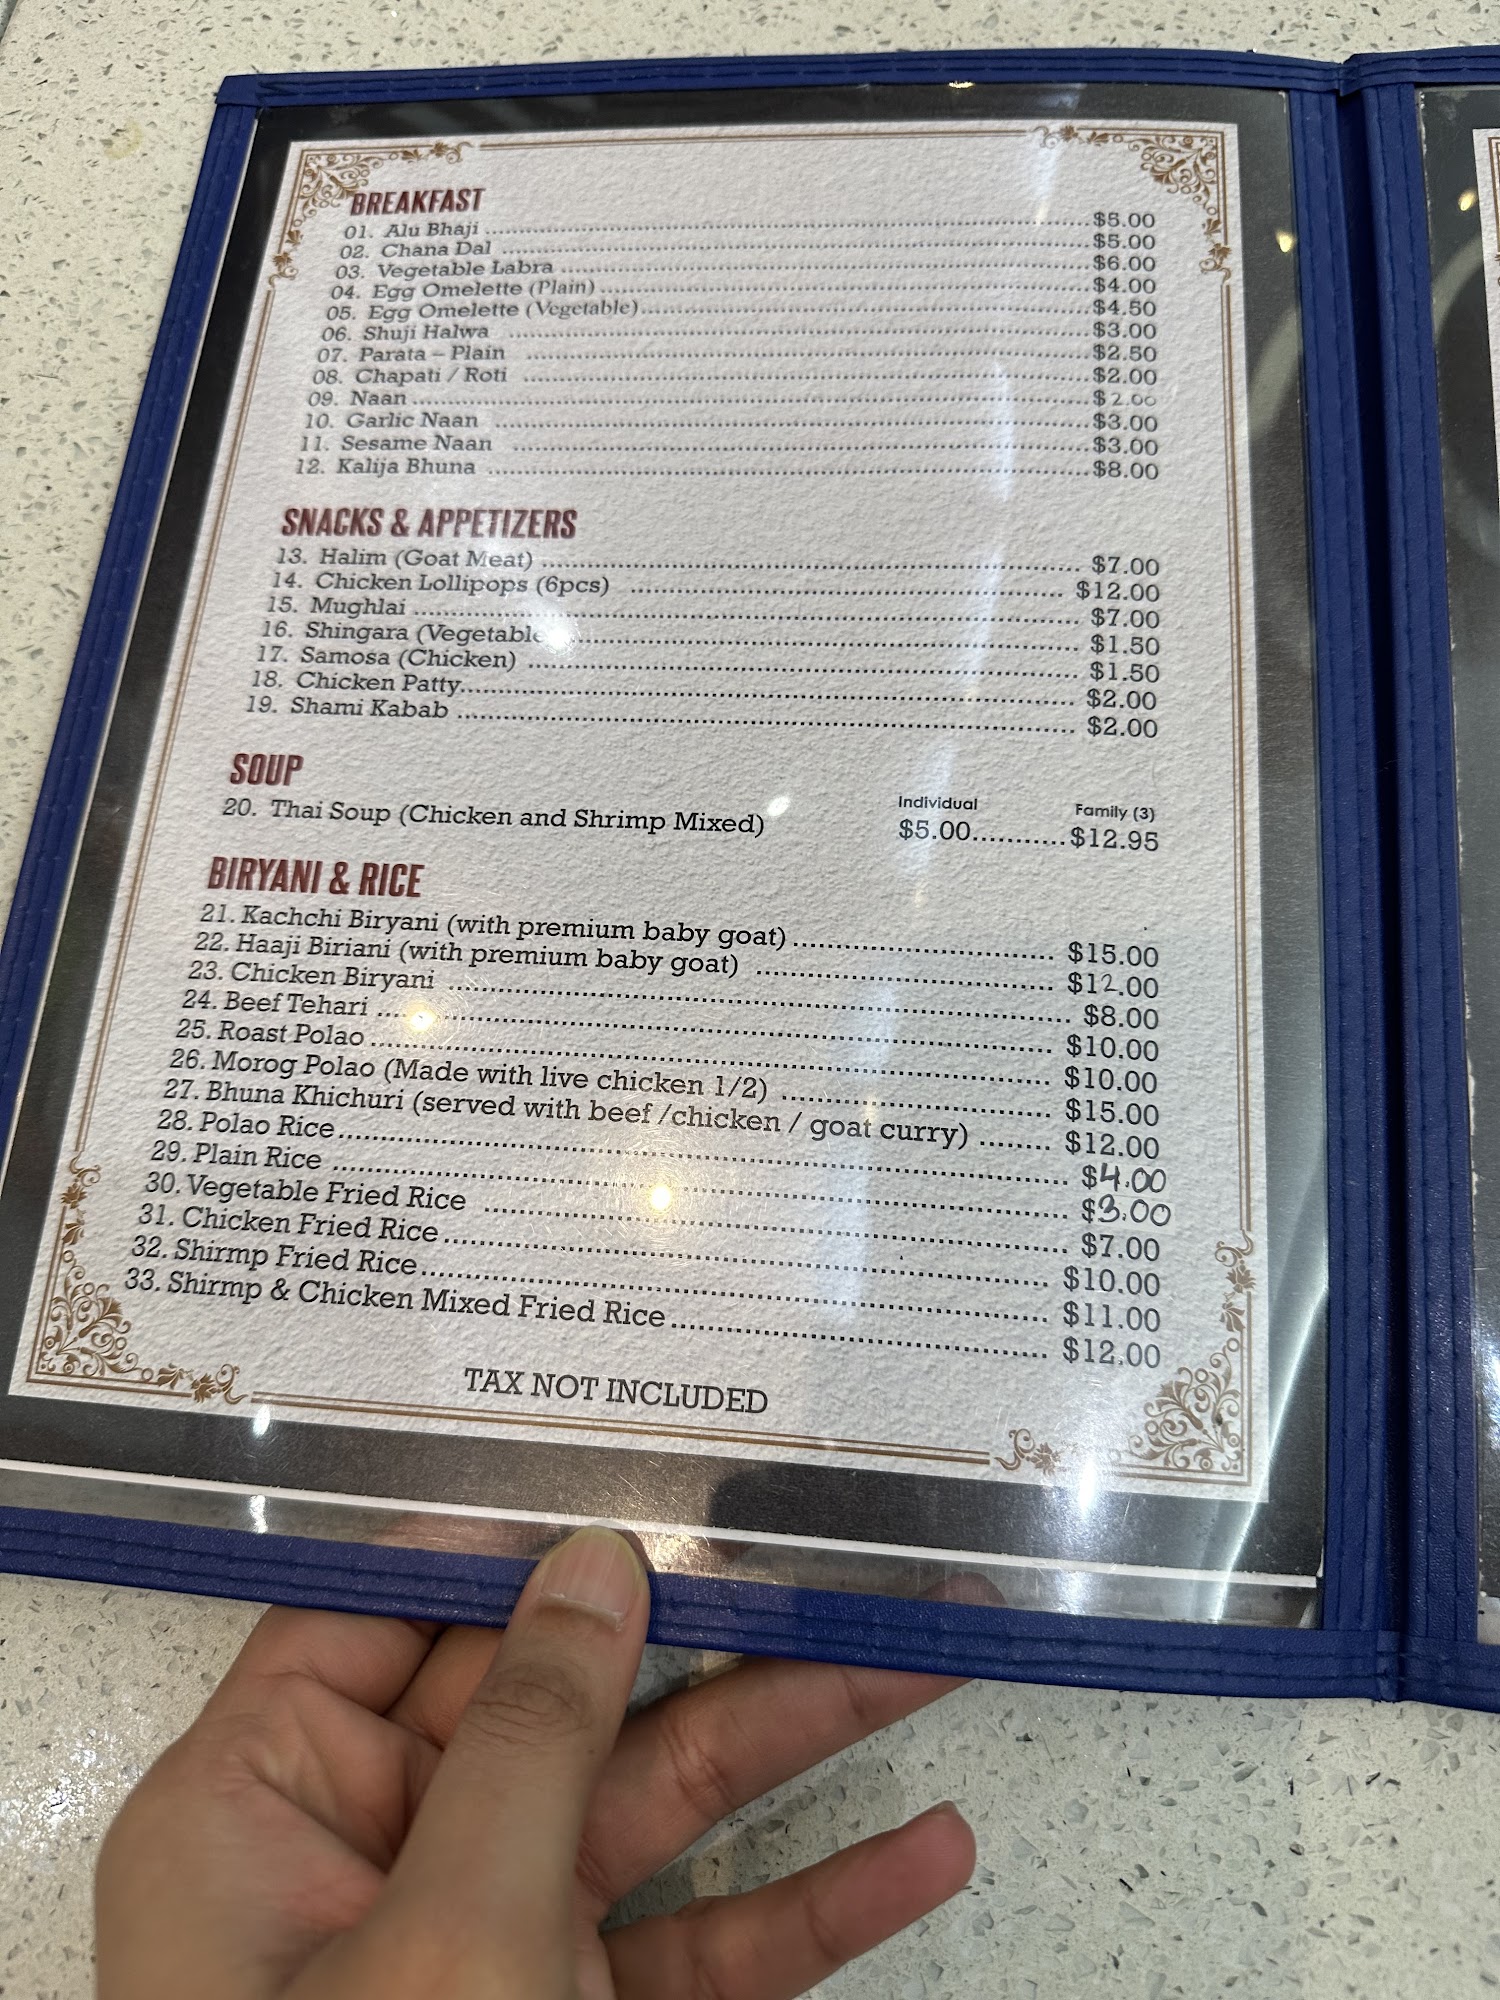 BREAKFAST
01. Alu Bhaji $5.00
02. Chana Dal $5.00
03. Vegetable Labra $6.00
04. Egg Omelette (Plain) $4.00
05. Egg Omelette (Vegetable) $4.50
06. Shuji Halwa $3.00
07. Parata – Plain $2.50
08. Chapati / Roti $2.00
09. Naan $2.00
10. Garlic Naan $3.00
11. Sesame Naan $3.00
12. Kalija Bhuna $8.00
SNACKS & APPETIZERS
13. Halim (Goat Meat) $7.00
14. Chicken Lollipops (6pcs) $12.00
15. Mughlai $7.00
16. Shingara (Vegetable $1.50
17. Samosa (Chicken) $1.50
18. Chicken Patty $2.00
19. Shami Kabab $2.00
SOUP
Individual Family (3)
20. Thai Soup (Chicken and Shrimp Mixed) $5.00 $12.95
BIRYANI & RICE
21. Kachchi Biryani (with premium baby goat) $15.00
22. Haaji Biriani (with premium baby goat) $12.00
23. Chicken Biryani $8.00
24. Beef Tehari $10.00
25. Roast Polao $10.00
26. Morog Polao (Made with live chicken 1/2) $15.00
27. Bhuna Khichuri (served with beef /chicken / goat curry) $12.00
28. Polao Rice $4.00
29. Plain Rice $3.00
30. Vegetable Fried Rice $7.00
31. Chicken Fried Rice $10.00
32. Shirmp Fried Rice $11.00
33. Shirmp & Chicken Mixed Fried Rice $12.00
TAX NOT INCLUDED